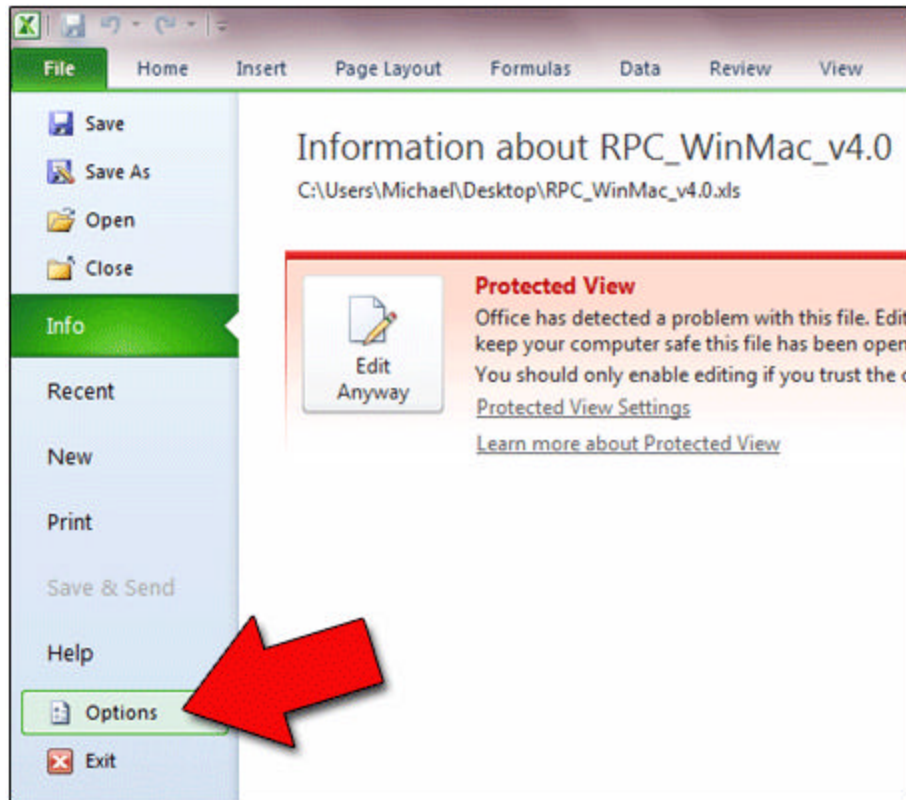 File Home Insert Page Layout Formulas Data Review View
Save
Save As
Open
Close
Info
Recent
New
Print
Save & Send
Help
Options
Exit
Information about RPC_WinMac_v4.0
C:\Users\Michael\Desktop\RPC_WinMac_v4.0.xls
Edit
Anyway
Protected View
Office has detected a problem with this file. Edit
keep your computer safe this file has been open
You should only enable editing if you trust the c
Protected View Settings
Learn more about Protected View